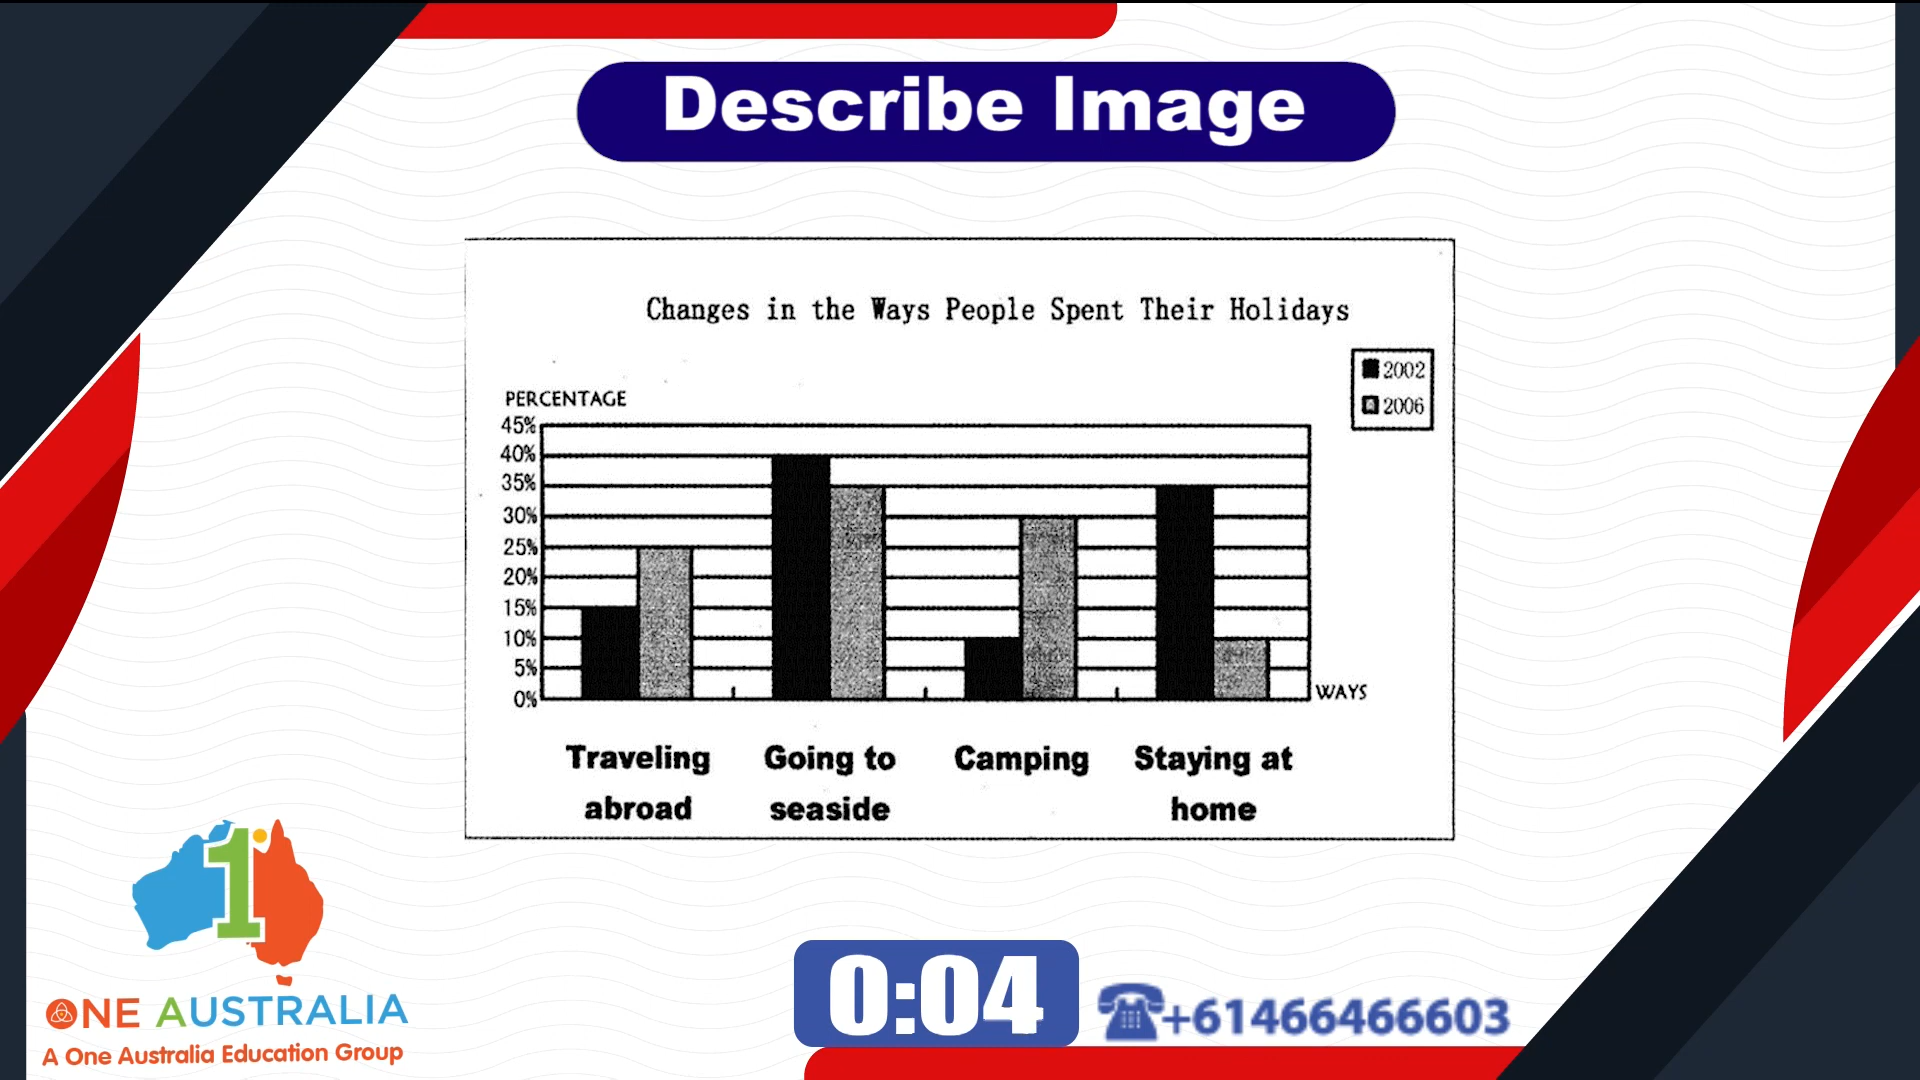 Describe Image
Changes in the Ways People Spent Their Holidays
2002
2006
PERCENTAGE
45%
40%
35%
30%
25%
20%
15%
10%
5%
0%
WAYS
Traveling abroad
Going to seaside
Camping
Staying at home
1
ONE AUSTRALIA
A One Australia Education Group
0:04
+61466466603